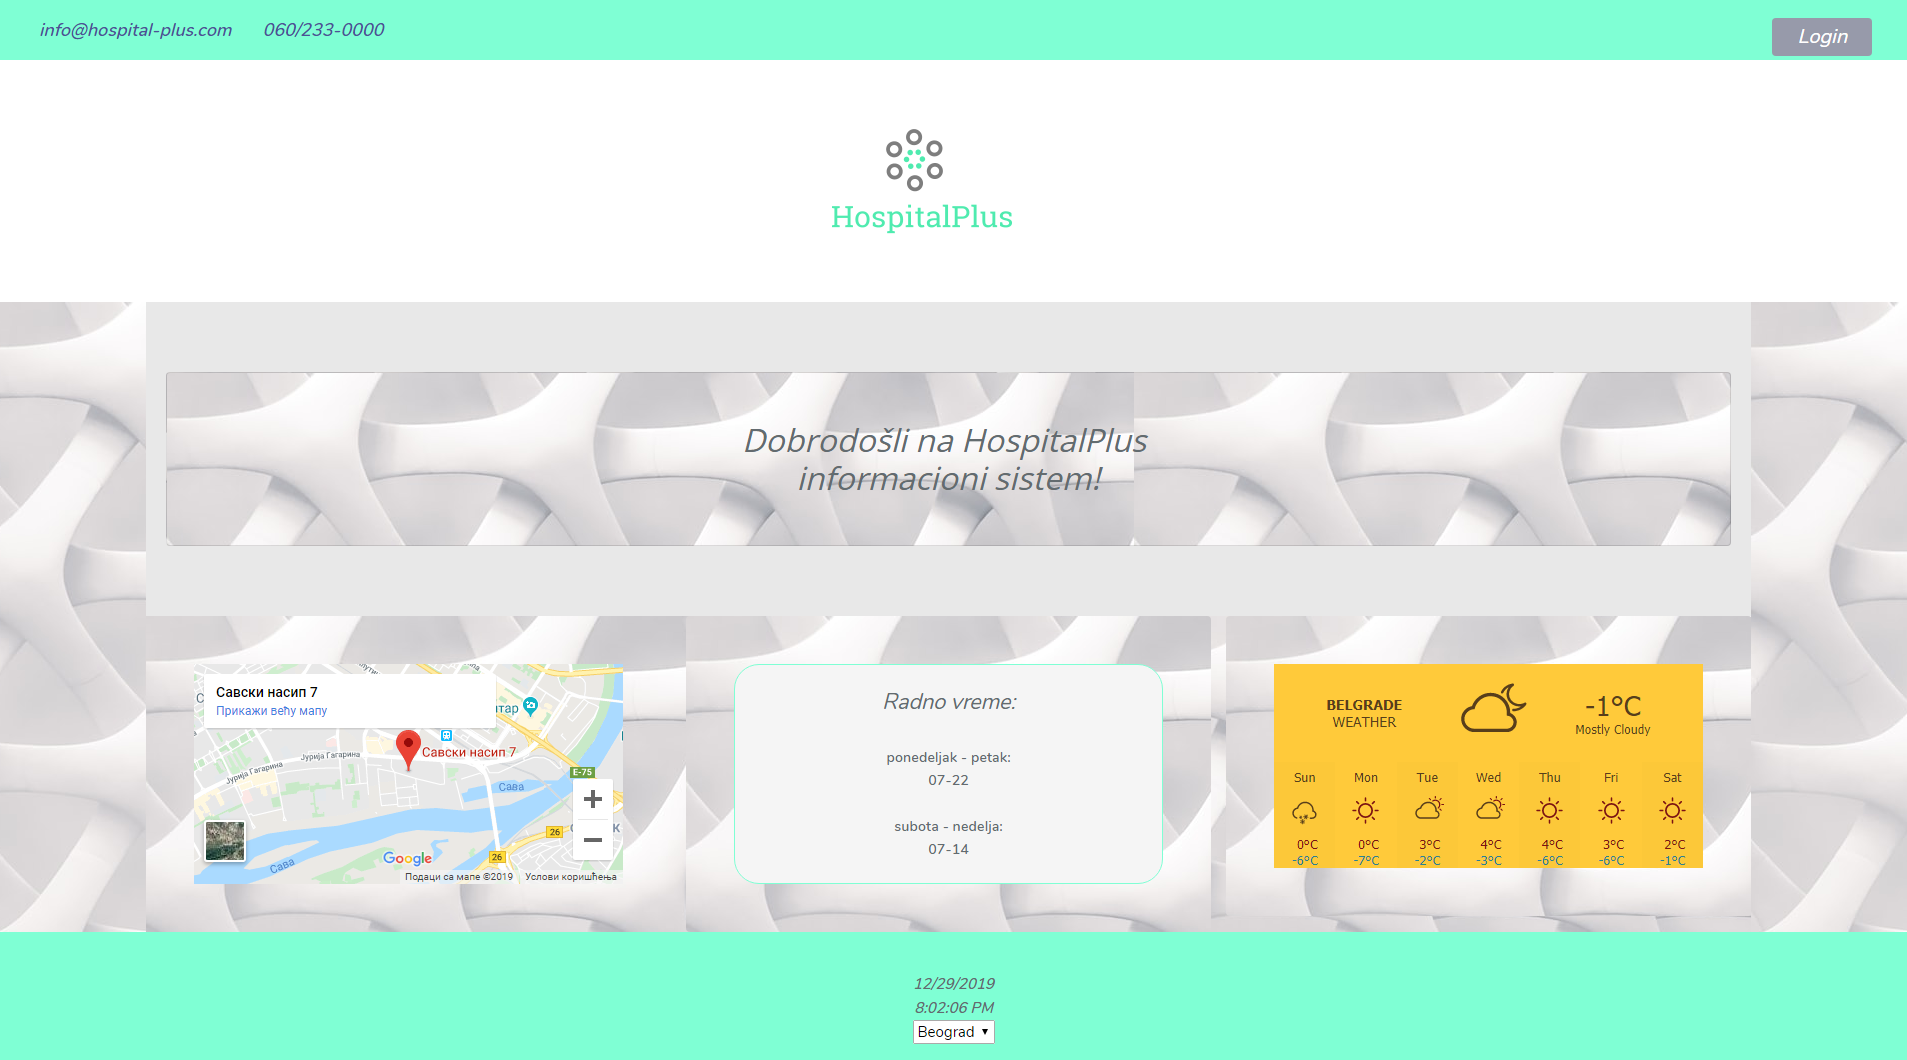 info@hospital-plus.com 060/233-0000
Login
HospitalPlus
Dobrodošli na HospitalPlus
informacioni sistem!
Савски насип 7
Прикажи већу мапу
Савски насип 7
Јурија Гагарина
Јурија Гагарина
E-75
Сава
26
26
Сава
Google
Подаци са мапе ©2019
Услови коришћења
Radno vreme:
ponedeljak - petak:
07-22
subota - nedelja:
07-14
BELGRADE
WEATHER
-1°C
Mostly Cloudy
Sun Mon Tue Wed Thu Fri Sat
0°C 0°C 3°C 4°C 4°C 3°C 2°C
-6°C -7°C -2°C -3°C -6°C -6°C -1°C
12/29/2019
8:02:06 PM
Beograd